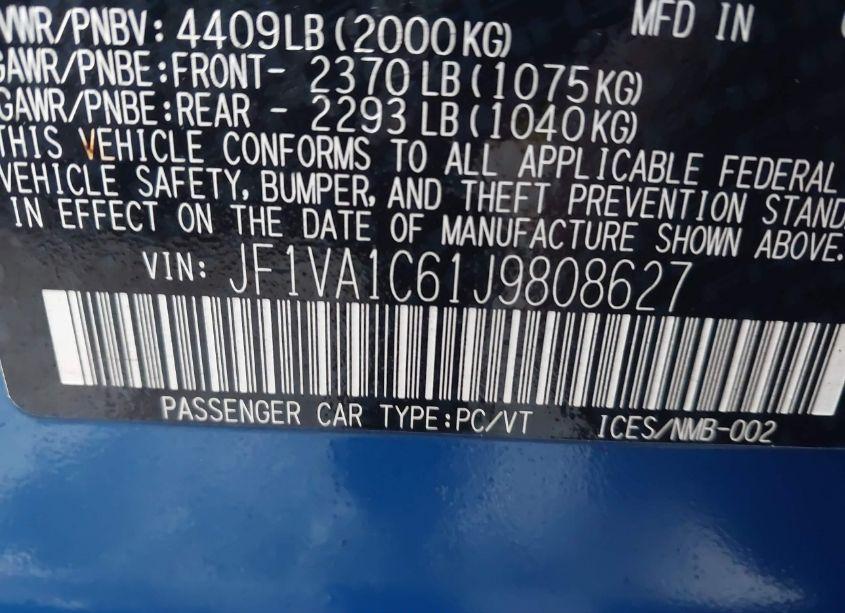 VWR/PNBV: 4409LB(2000KG) MFD IN
GAWR/PNBE:FRONT- 2370 LB(1075KG)
GAWR/PNBE:REAR - 2293 LB(1040KG)
THIS VEHICLE CONFORMS TO ALL APPLICABLE FEDERAL
VEHICLE SAFETY, BUMPER, AND THEFT PREVENTION STAND
IN EFFECT ON THE DATE OF MANUFACTURE SHOWN ABOVE.
VIN: JF1VA1C61J9808627
PASSENGER CAR TYPE:PC/VT ICES/NMB-002